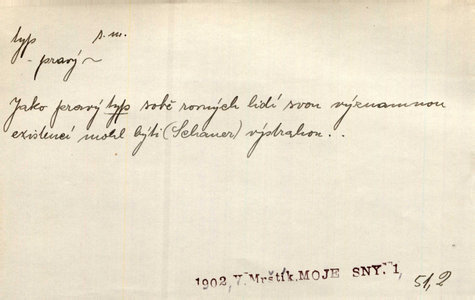 typ s.m.
- pravý ~
Jako pravý typ sobě rovných lidí svou významnou
existencí mohl býti (Schauer) výstrahou..
1902, V. Mrštík. MOJE SNY. 1, 51,2